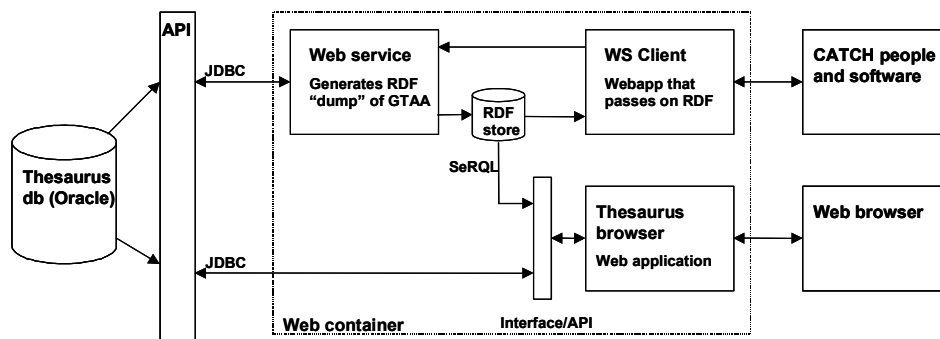 API
JDBC
Thesaurus
db (Oracle)
JDBC
Web service
Generates RDF
“dump” of GTAA
RDF
store
WS Client
Webapp that
passes on RDF
CATCH people
and software
SeRQL
Thesaurus
browser
Web application
Web browser
Web container
Interface/API